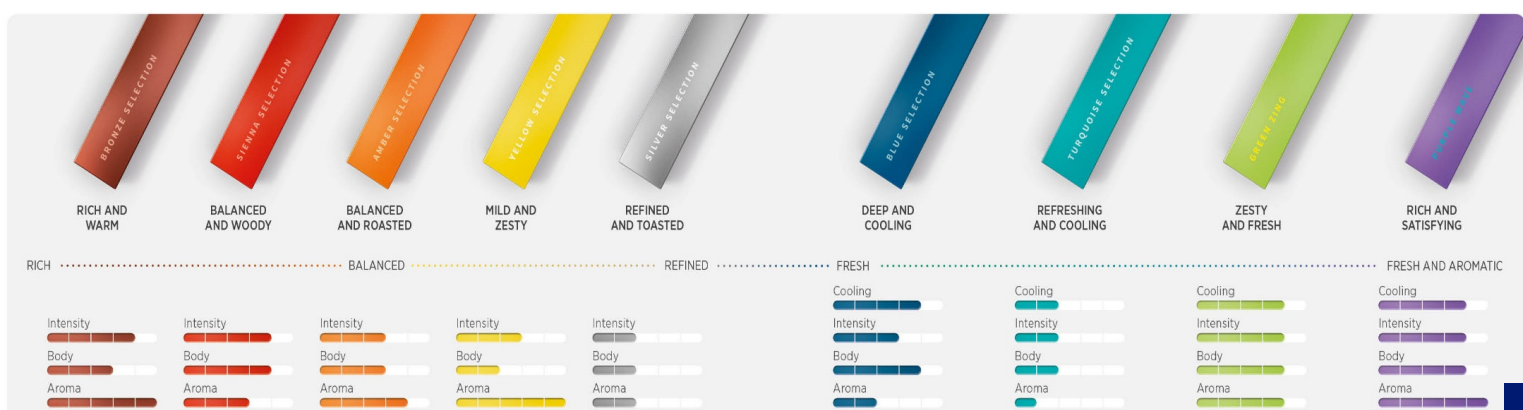 BRONZE SELECTION
SIENNA SELECTION
AMBER SELECTION
YELLOW SELECTION
SILVER SELECTION
BLUE SELECTION
TURQUOISE SELECTION
GREEN ZING
RICH AND
WARM
BALANCED
AND WOODY
BALANCED
AND ROASTED
MILD AND
ZESTY
REFINED
AND TOASTED
DEEP AND
COOLING
REFRESHING
AND COOLING
ZESTY
AND FRESH
RICH AND
SATISFYING
RICH
BALANCED
REFINED
FRESH
FRESH AND AROMATIC
Cooling
Cooling
Cooling
Cooling
Intensity
Intensity
Intensity
Intensity
Intensity
Intensity
Intensity
Intensity
Intensity
Body
Body
Body
Body
Body
Body
Body
Body
Body
Aroma
Aroma
Aroma
Aroma
Aroma
Aroma
Aroma
Aroma
Aroma